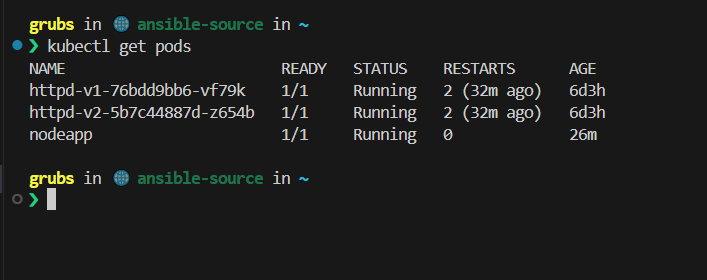 grubs in 🌐 ansible-source in ~
❯ kubectl get pods
NAME                      READY   STATUS    RESTARTS      AGE
httpd-v1-76bdd9bb6-vf79k   1/1     Running   2 (32m ago)   6d3h
httpd-v2-5b7c44887d-z654b   1/1     Running   2 (32m ago)   6d3h
nodeapp                   1/1     Running   0             26m
grubs in 🌐 ansible-source in ~
❯